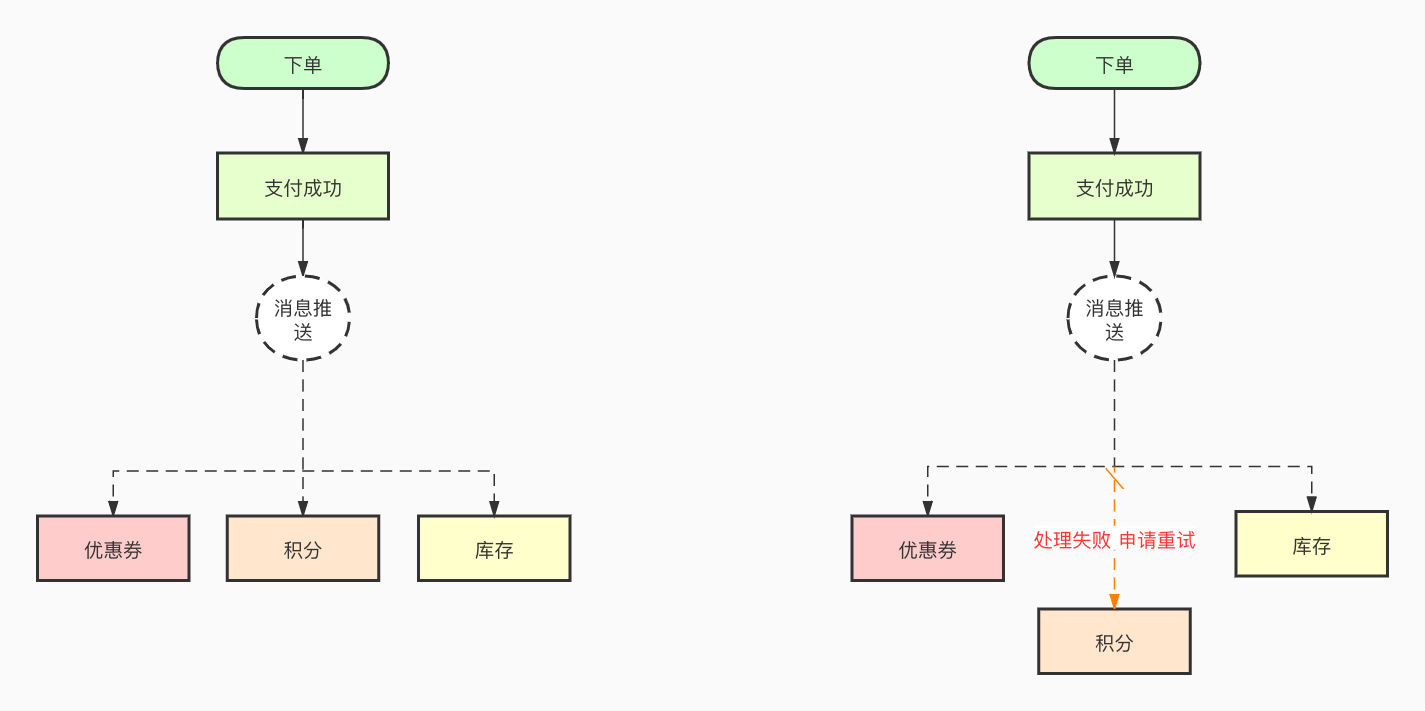 下单
支付成功
消息推
送
优惠券
积分
库存
下单
支付成功
消息推
送
优惠券
处理失败 申请重试
库存
积分